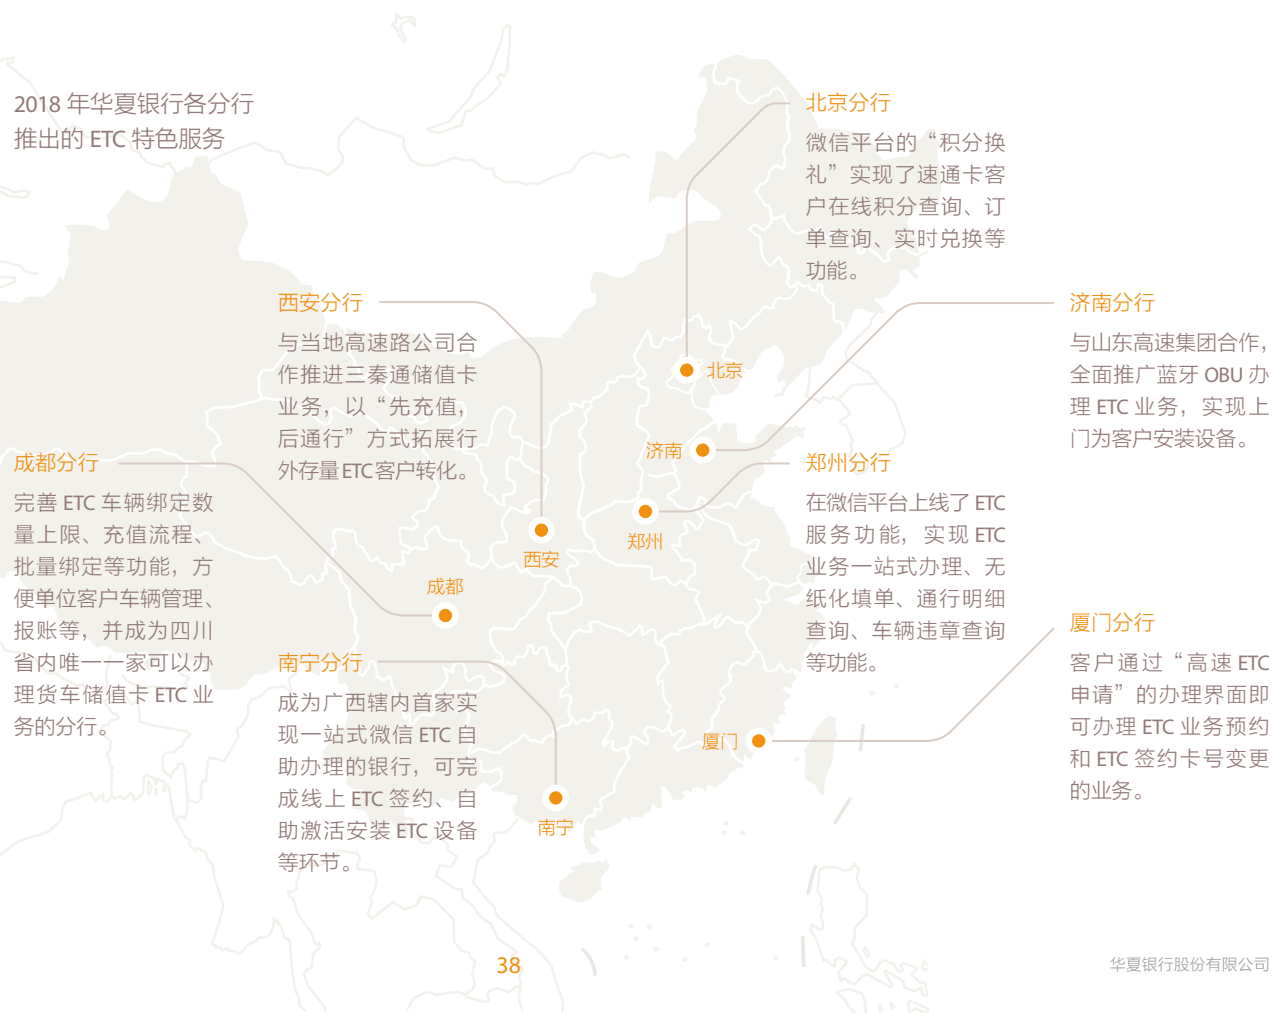 2018 年华夏银行各分行
推出的 ETC 特色服务
北京分行
微信平台的“积分换
礼”实现了速通卡客
户在线积分查询、订
单查询、实时兑换等
功能。
西安分行
与当地高速路公司合
作推进三秦通储值卡
业务，以“先充值，
后通行”方式拓展行
外存量 ETC 客户转化。
济南分行
与山东高速集团合作，
全面推广蓝牙 OBU 办
理 ETC 业务，实现上
门为客户安装设备。
成都分行
完善 ETC 车辆绑定数
量上限、充值流程、
批量绑定等功能，方
便单位客户车辆管理、
报账等，并成为四川
省内唯一一家可以办
理货车储值卡 ETC 业
务的分行。
郑州分行
在微信平台上线了 ETC
服务功能，实现 ETC
业务一站式办理、无
纸化填单、通行明细
查询、车辆违章查询
等功能。
南宁分行
成为广西辖内首家实
现一站式微信 ETC 自
助办理的银行，可完
成线上 ETC 签约、自
助激活安装 ETC 设备
等环节。
厦门分行
客户通过“高速 ETC
申请”的办理界面即
可办理 ETC 业务预约
和 ETC 签约卡号变更
的业务。
北京
济南
郑州
西安
成都
厦门
南宁
38
华夏银行股份有限公司